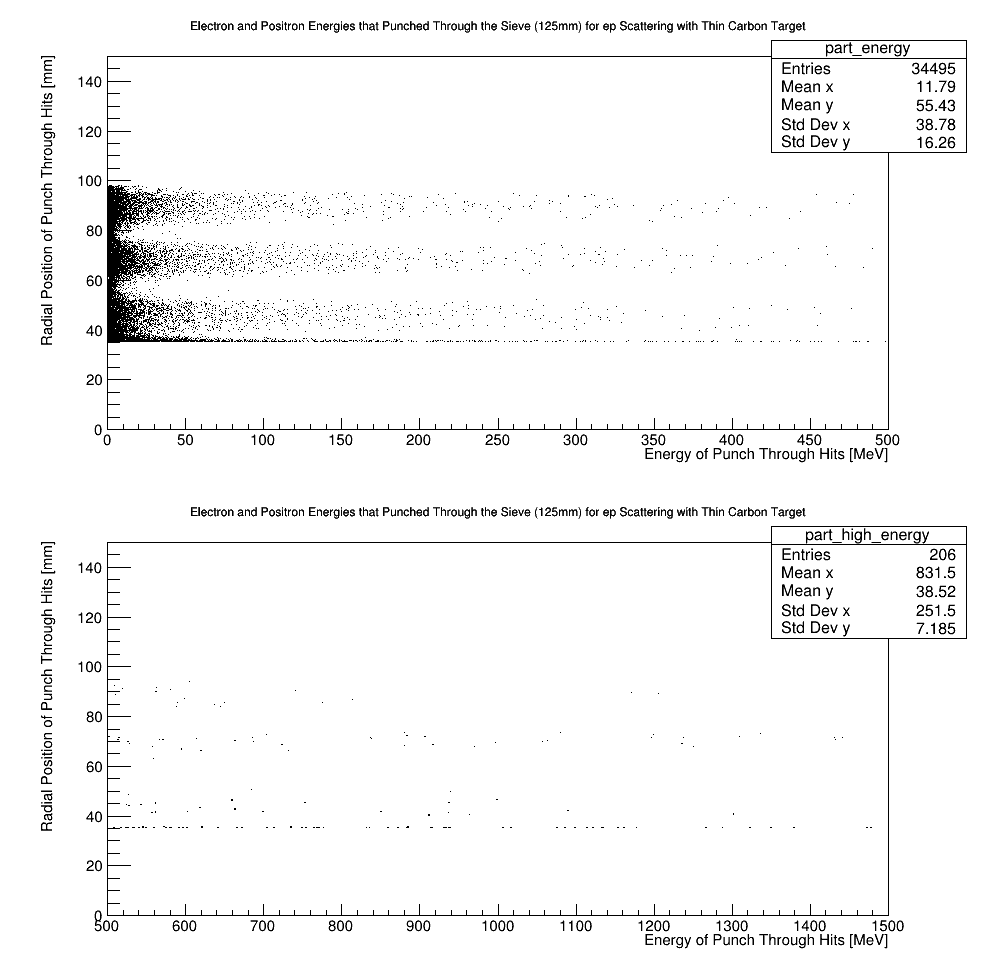 Electron and Positron Energies that Punched Through the Sieve (125mm) for ep Scattering with Thin Carbon Target
part_energy
Entries 34495
Mean x 11.79
Mean y 55.43
Std Dev x 38.78
Std Dev y 16.26
Radial Position of Punch Through Hits [mm]
140
120
100
80
60
40
20
0
0 50 100 150 200 250 300 350 400 450 500
Energy of Punch Through Hits [MeV]
Electron and Positron Energies that Punched Through the Sieve (125mm) for ep Scattering with Thin Carbon Target
part_high_energy
Entries 206
Mean x 831.5
Mean y 38.52
Std Dev x 251.5
Std Dev y 7.185
Radial Position of Punch Through Hits [mm]
140
120
100
80
60
40
20
0
500 600 700 800 900 1000 1100 1200 1300 1400 1500
Energy of Punch Through Hits [MeV]